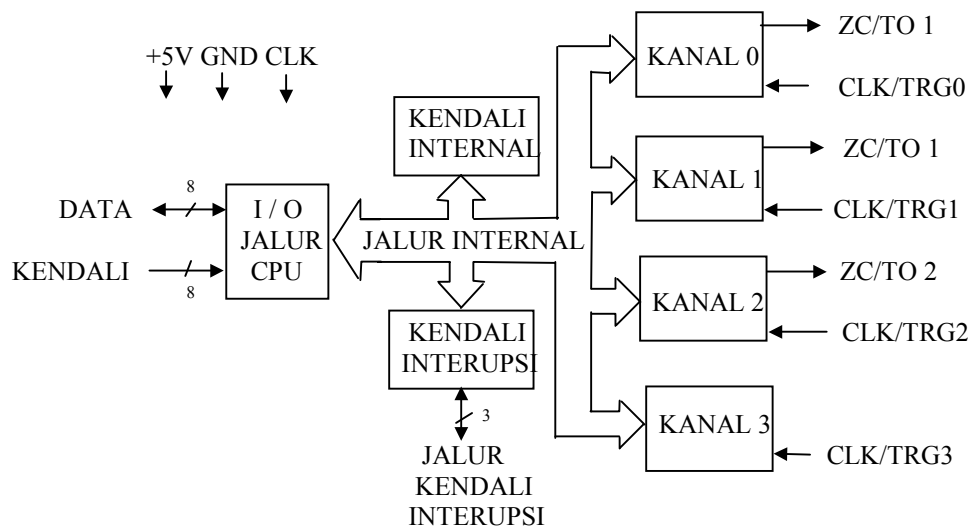 +5V GND CLK
KENDALI
INTERNAL
DATA
8
KENDALI
8
I / O
JALUR
CPU
JALUR INTERNAL
KENDALI
INTERUPSI
3
JALUR
KENDALI
INTERUPSI
KANAL 0
ZC/TO 1
CLK/TRG0
KANAL 1
ZC/TO 1
CLK/TRG1
KANAL 2
ZC/TO 2
CLK/TRG2
KANAL 3
CLK/TRG3